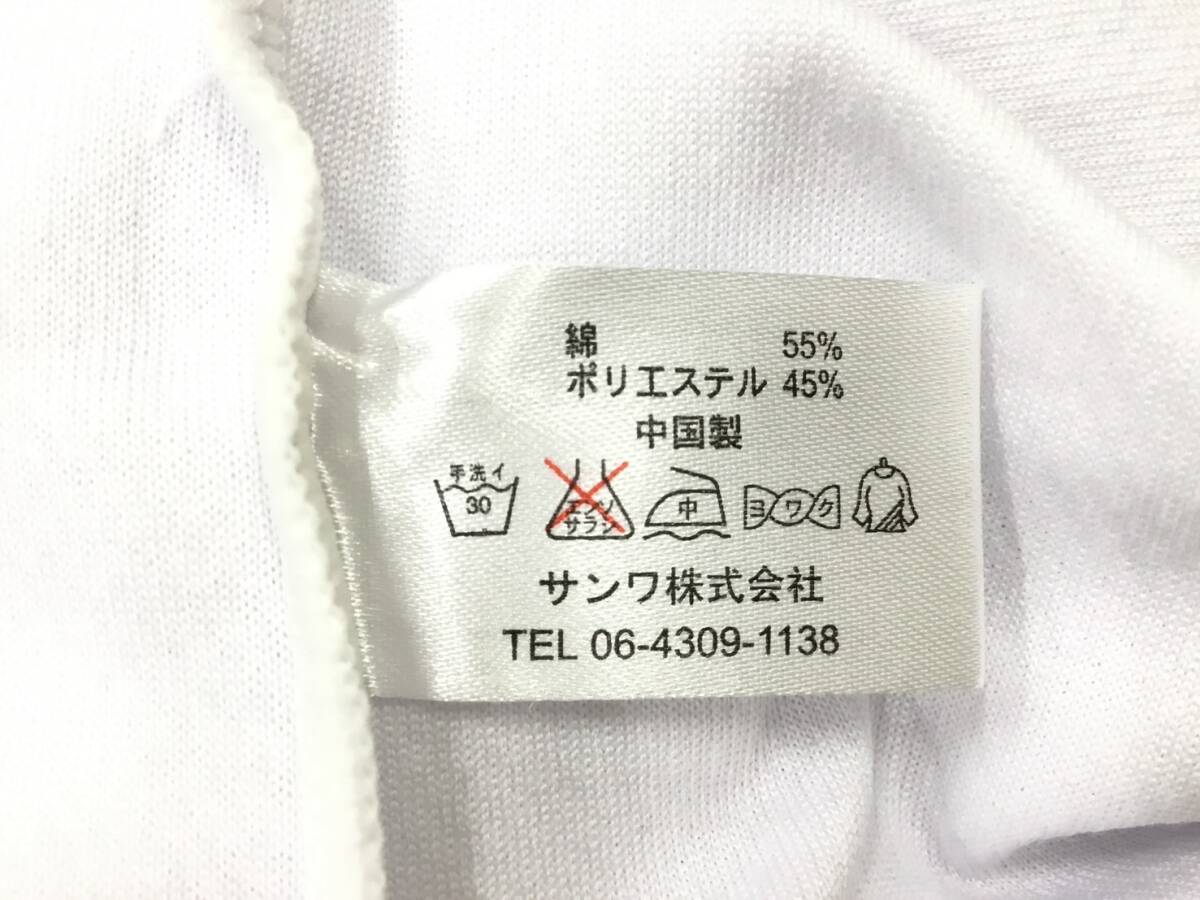 綿 55%
ポリエステル 45%
中国製
手洗イ
30
エンソ
サラシ
中
ヨワク
サンワ株式会社
TEL 06-4309-1138